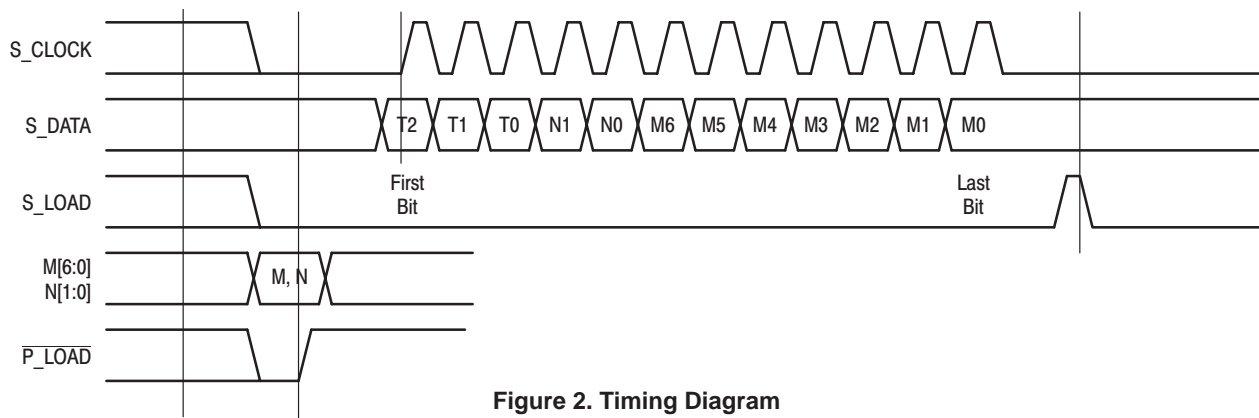 S_CLOCK
S_DATA
T2 T1 T0 N1 N0 M6 M5 M4 M3 M2 M1 M0
First
Bit
Last
Bit
S_LOAD
M[6:0]
N[1:0]
M, N
P_LOAD
Figure 2. Timing Diagram